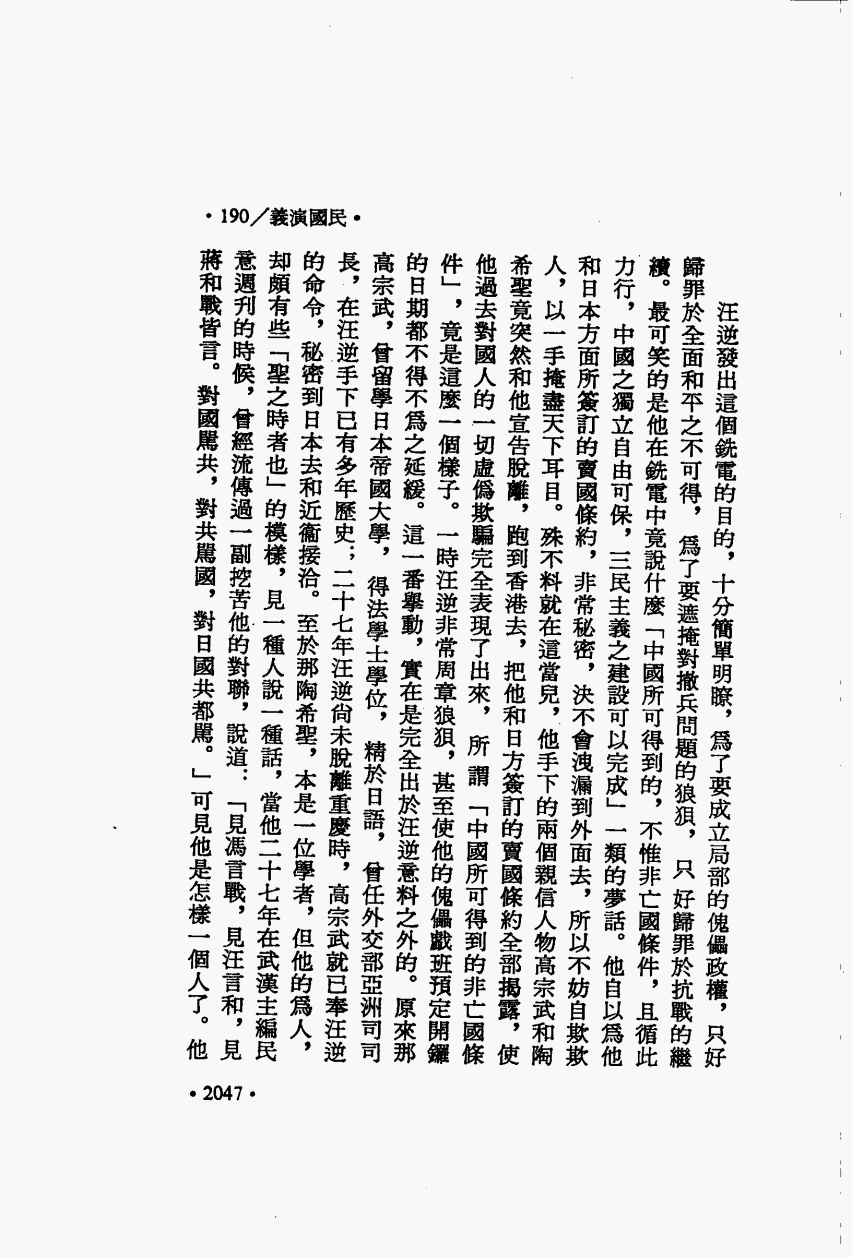 •190／義演國民•
汪逆發出這個銑電的目的，十分簡單明瞭，爲了要成立局部的傀儡政權，只好
歸罪於全面和平之不可得，爲了要遮掩對撤兵問題的狼狽，只好歸罪於抗戰的繼
續。最可笑的是他在銑電中竟說什麼「中國所可得到的，不惟非亡國條件，且循此
力行，中國之獨立自由可保，三民主義之建設可以完成」一類的夢話。他自以爲他
和日本方面所簽訂的賣國條約，非常秘密，決不會洩漏到外面去，所以不妨自欺欺
人，以一手掩盡天下耳目。殊不料就在這當兒，他手下的兩個親信人物高宗武和陶
希聖竟突然和他宣告脫離，跑到香港去，把他和日方簽訂的賣國條約全部揭露，使
他過去對國人的一切虛僞欺騙完全表現了出來，所謂「中國所可得到的非亡國條
件」，竟是這麼一個樣子。一時汪逆非常周章狼狽，甚至使他的傀儡戲班預定開鑼
的日期都不得不爲之延緩。這一番舉動，實在是完全出於汪逆意料之外的。原來那
高宗武，曾留學日本帝國大學，得法學士學位，精於日語，曾任外交部亞洲司司
長，在汪逆手下已有多年歷史；二十七年汪逆尙未脫離重慶時，高宗武就已奉汪逆
的命令，秘密到日本去和近衞接洽。至於那陶希聖，本是一位學者，但他的爲人，
却頗有些「聖之時者也」的模樣，見一種人說一種話，當他二十七年在武漢主編民
意週刊的時候，曾經流傳過一副挖苦他的對聯，說道：「見馮言戰，見汪言和，見
蔣和戰皆言。對國駡共，對共駡國，對日國共都駡。」可見他是怎樣一個人了。他
•2047•